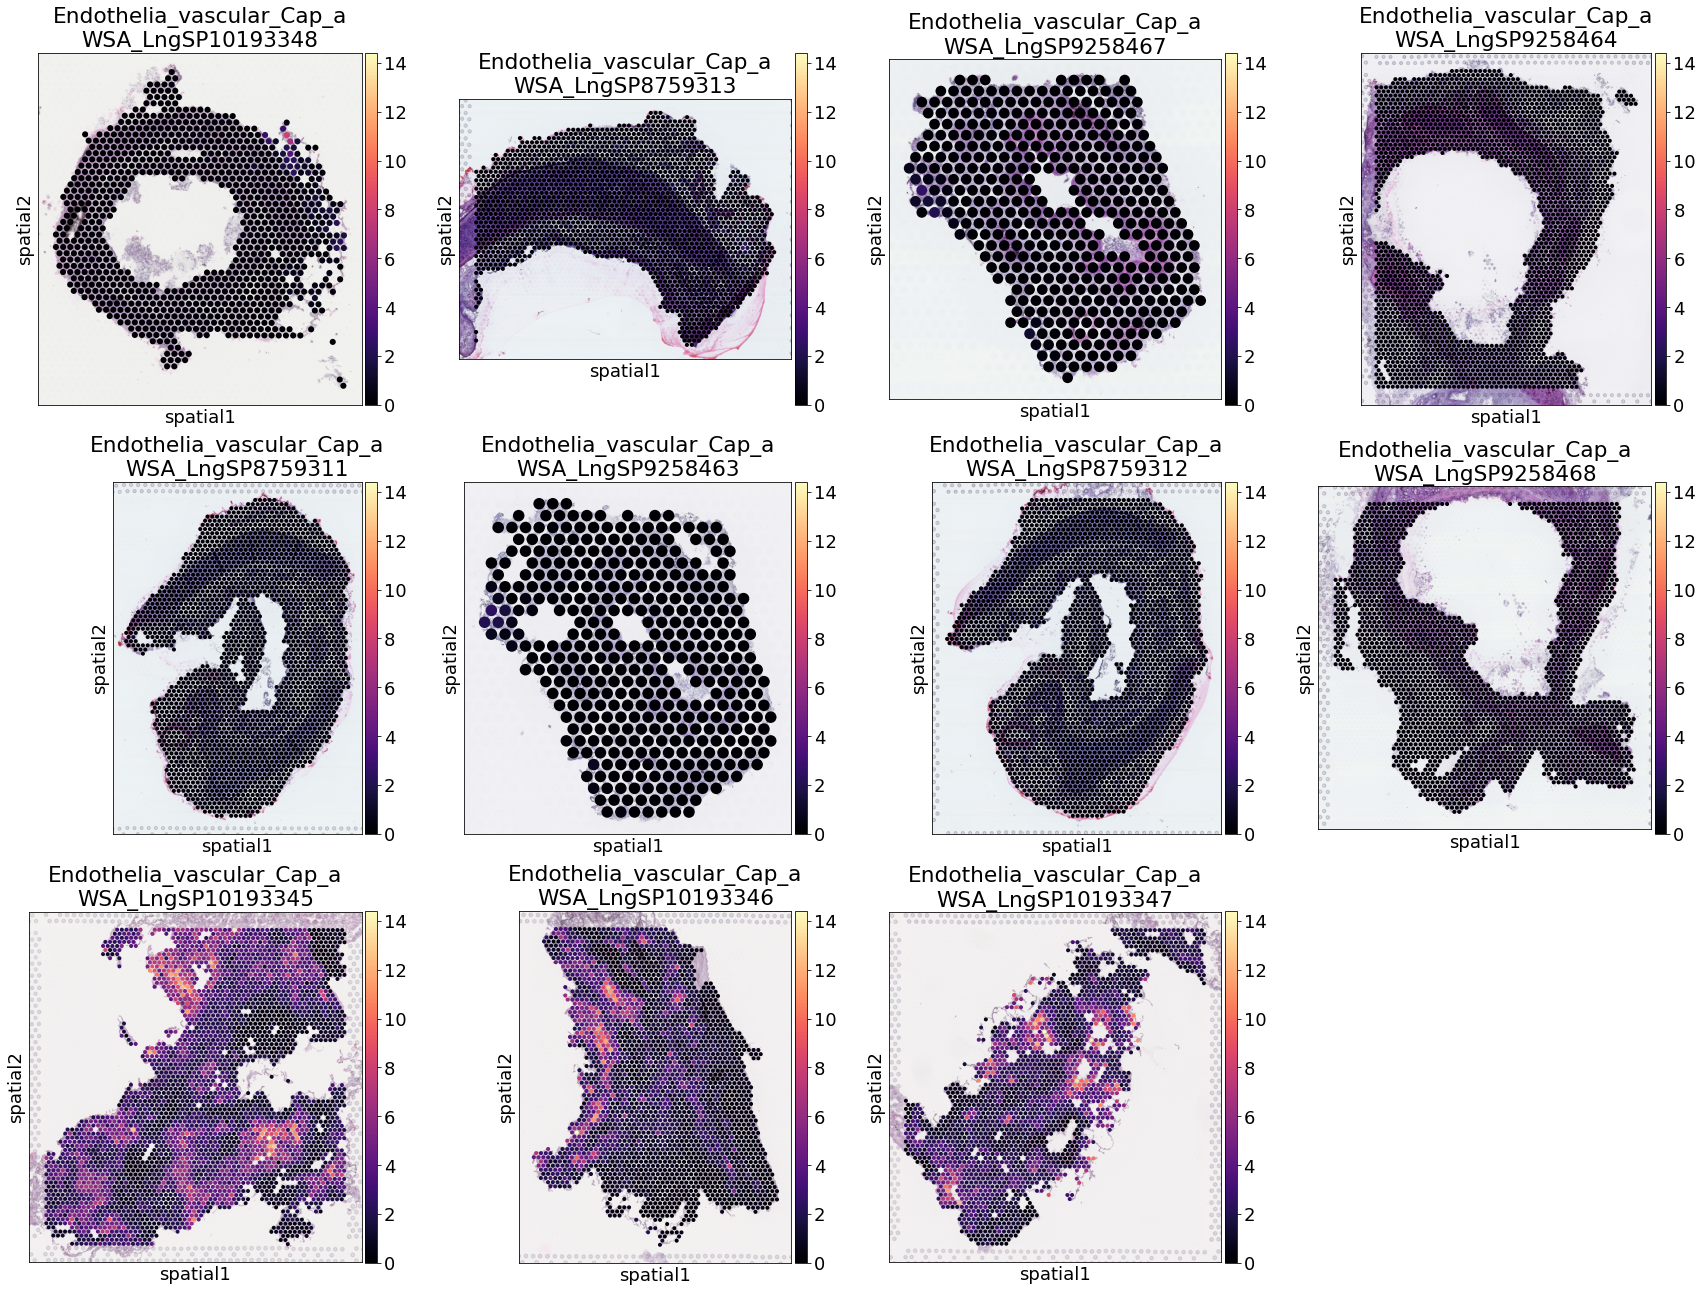 Endothelia_vascular_Cap_a
WSA_LngSP10193348
spatial2
spatial1
14
12
10
8
6
4
2
0
Endothelia_vascular_Cap_a
WSA_LngSP8759313
spatial2
spatial1
14
12
10
8
6
4
2
0
Endothelia_vascular_Cap_a
WSA_LngSP9258467
spatial2
spatial1
14
12
10
8
6
4
2
0
Endothelia_vascular_Cap_a
WSA_LngSP9258464
spatial2
spatial1
14
12
10
8
6
4
2
0
Endothelia_vascular_Cap_a
WSA_LngSP8759311
spatial2
spatial1
14
12
10
8
6
4
2
0
Endothelia_vascular_Cap_a
WSA_LngSP9258463
spatial2
spatial1
14
12
10
8
6
4
2
0
Endothelia_vascular_Cap_a
WSA_LngSP8759312
spatial2
spatial1
14
12
10
8
6
4
2
0
Endothelia_vascular_Cap_a
WSA_LngSP9258468
spatial2
spatial1
14
12
10
8
6
4
2
0
Endothelia_vascular_Cap_a
WSA_LngSP10193345
spatial2
spatial1
14
12
10
8
6
4
2
0
Endothelia_vascular_Cap_a
WSA_LngSP10193346
spatial2
spatial1
14
12
10
8
6
4
2
0
Endothelia_vascular_Cap_a
WSA_LngSP10193347
spatial2
spatial1
14
12
10
8
6
4
2
0